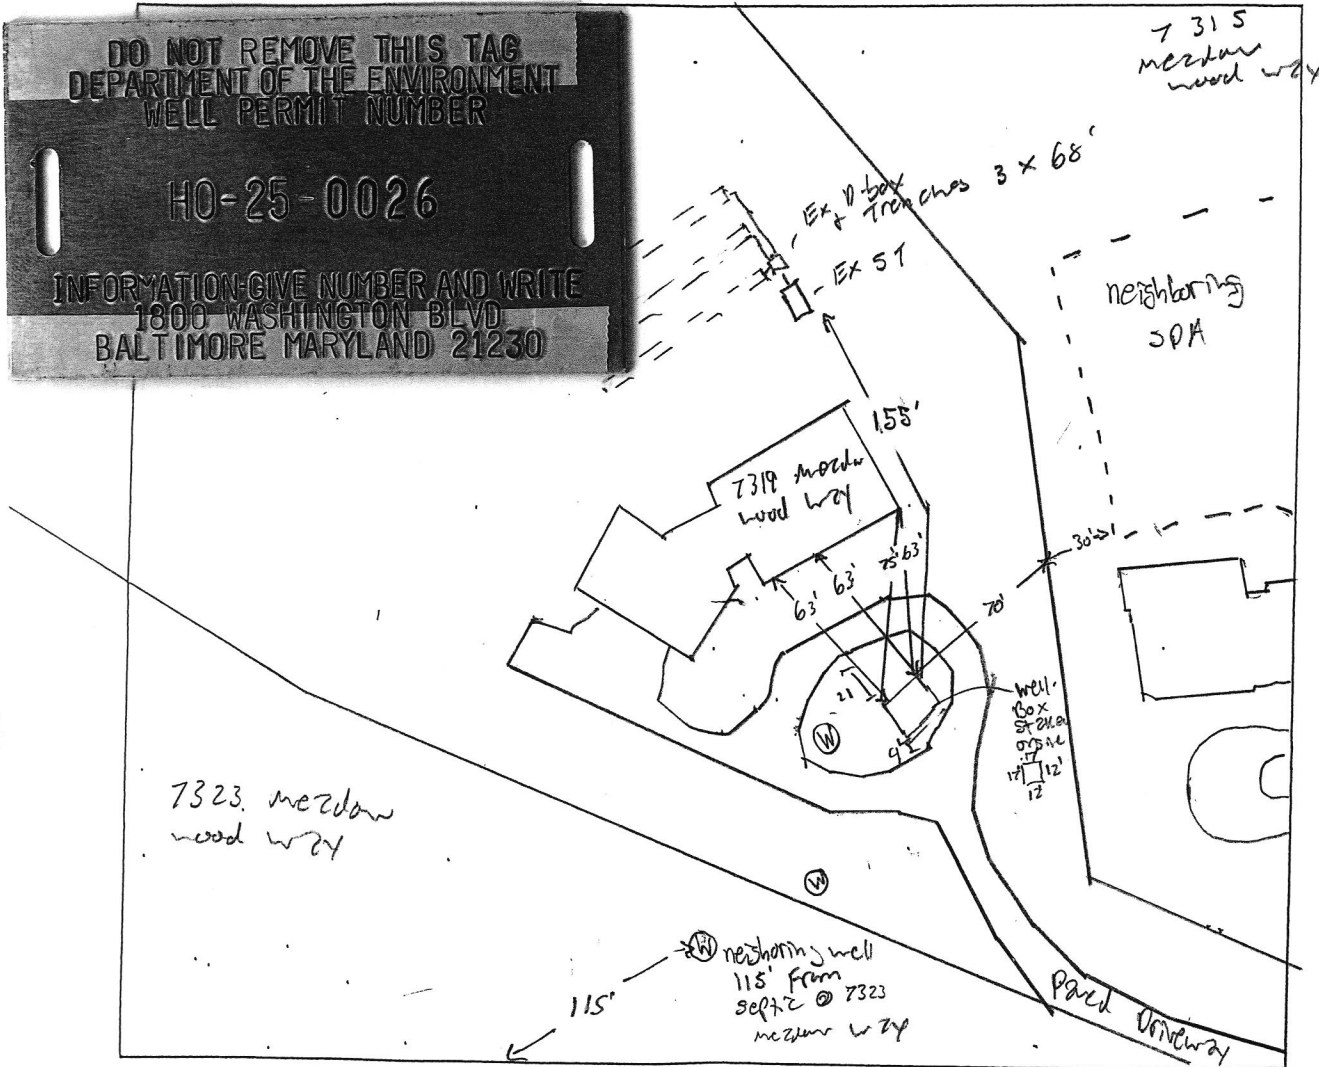 DO NOT REMOVE THIS TAG
DEPARTMENT OF THE ENVIRONMENT
WELL PERMIT NUMBER
HO-25-0026
INFORMATION-GIVE NUMBER AND WRITE
1800 WASHINGTON BLVD
BALTIMORE MARYLAND 21230
7315
meadow
wood way
Ex D-box
& Trenches 3 x 68'
Ex ST
neighboring
SDA
155'
7319 meadow
wood way
30'
63'
63'
75'
63'
70'
21
9'
W
well
Box
staked
onsite
12'
12'
12'
7323 meadow
wood way
W
W
neighboring well
115' from
septic @ 7323
meadow way
115'
Paved Driveway